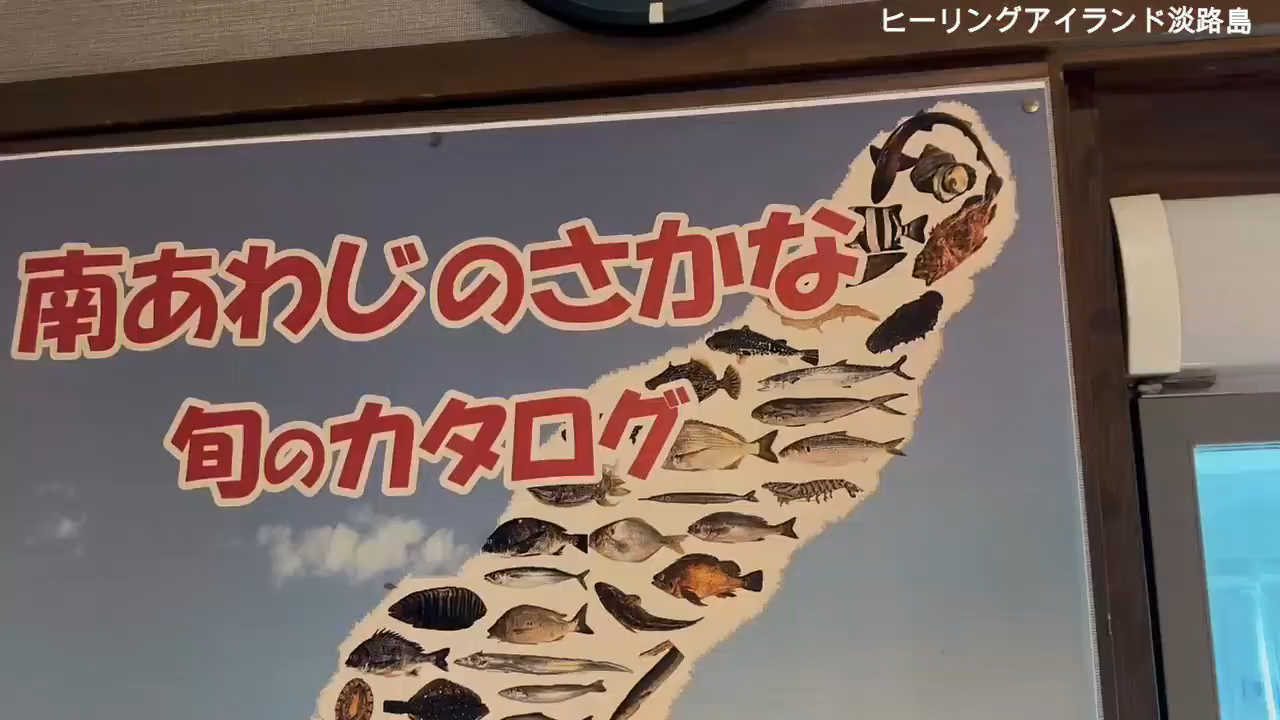 ヒーリングアイランド淡路島
南あわじのさかな
旬のカタログ